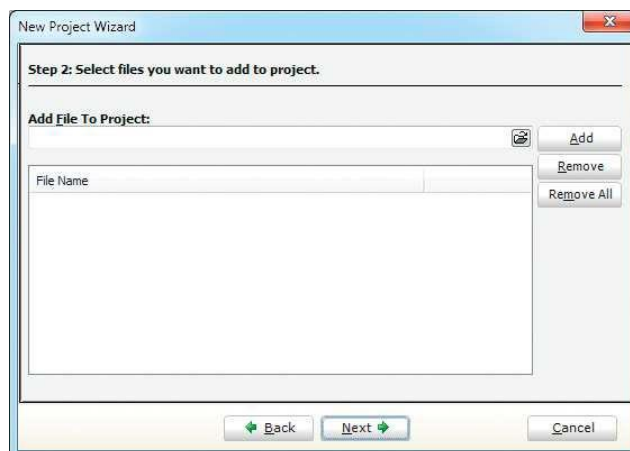 New Project Wizard
Step 2: Select files you want to add to project.
Add File To Project:
Add
Remove
File Name
Remove All
Back
Next
Cancel